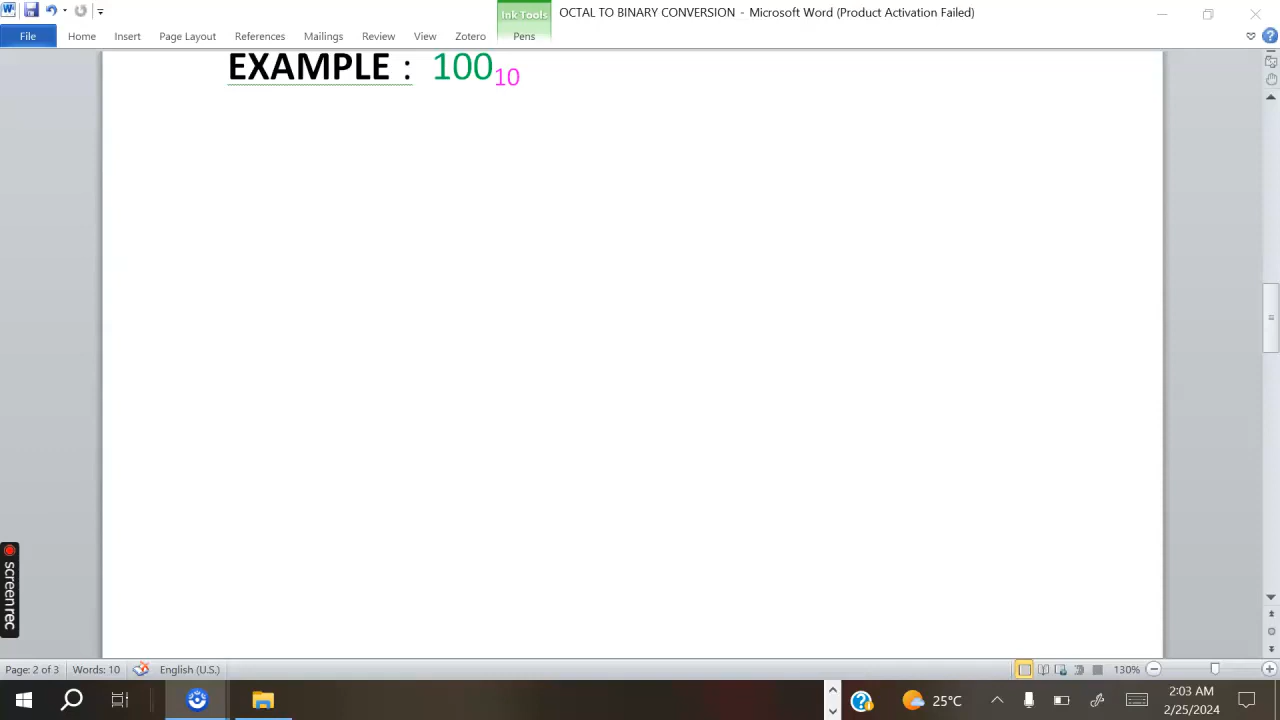 Ink Tools
OCTAL TO BINARY CONVERSION - Microsoft Word (Product Activation Failed)
File Home Insert Page Layout References Mailings Review View Zotero Pens
EXAMPLE : 100₁₀
screen rec
Page: 2 of 3 Words: 10 English (U.S.) 130%
25°C
2:03 AM
2/25/2024